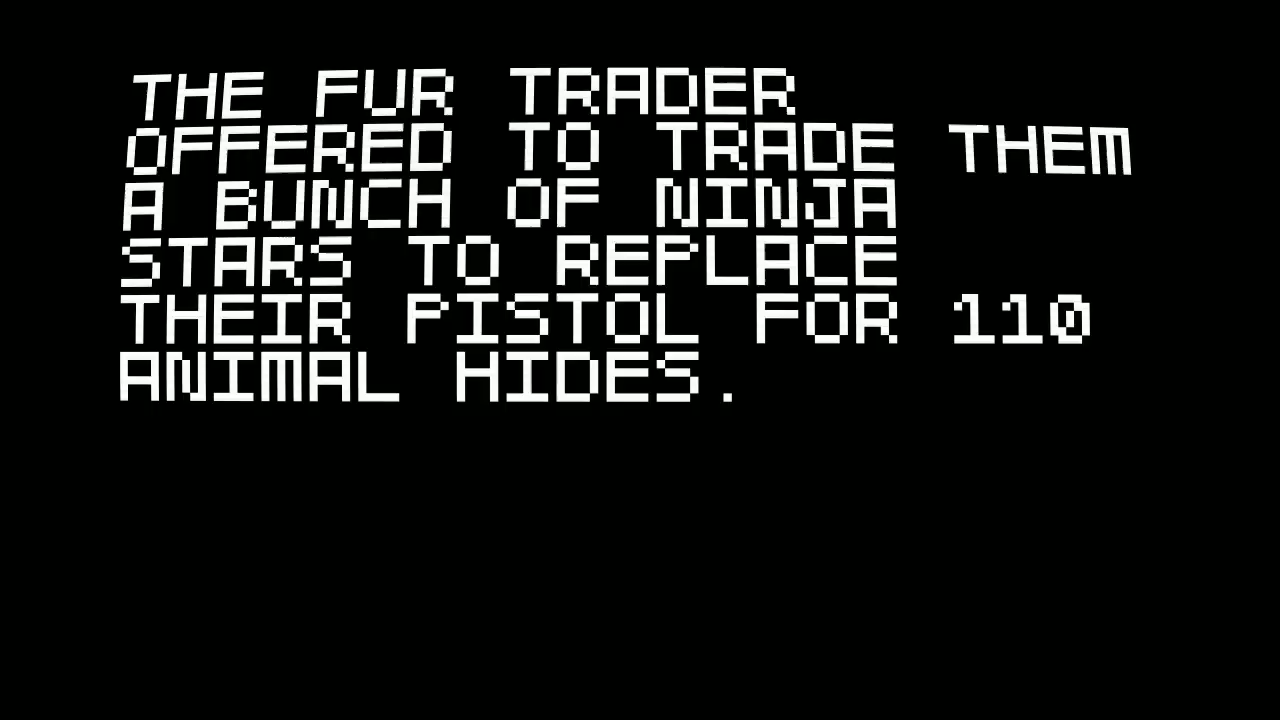 THE FUR TRADER
OFFERED TO TRADE THEM
A BUNCH OF NINJA
STARS TO REPLACE
THEIR PISTOL FOR 110
ANIMAL HIDES.